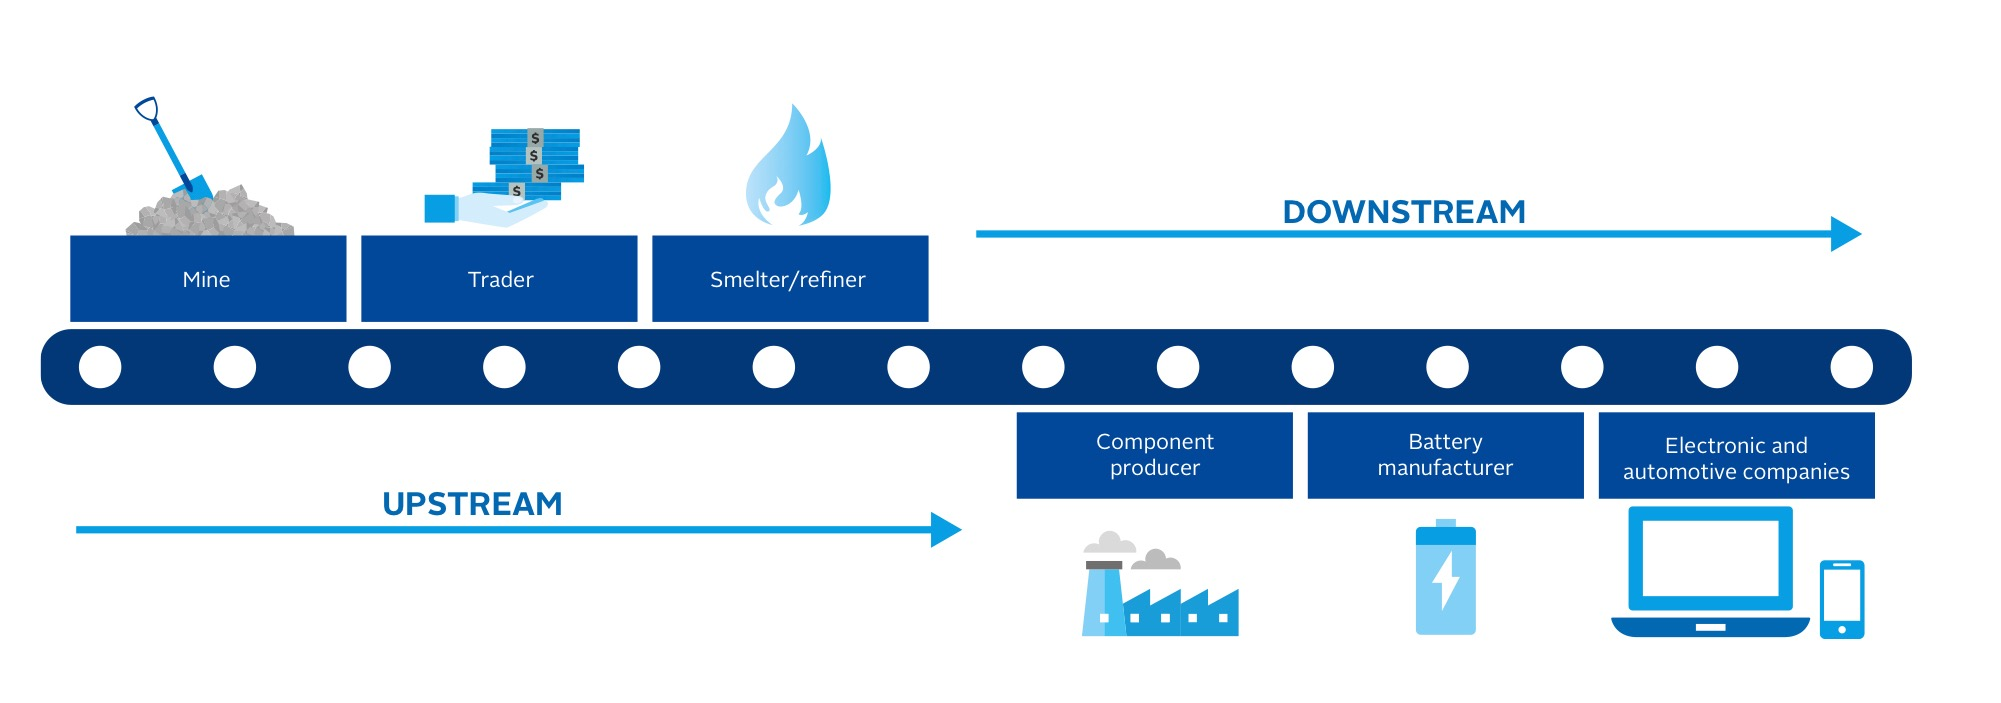 $
$
$
$
DOWNSTREAM
Mine
Trader
Smelter/refiner
Component
producer
Battery
manufacturer
Electronic and
automotive companies
UPSTREAM